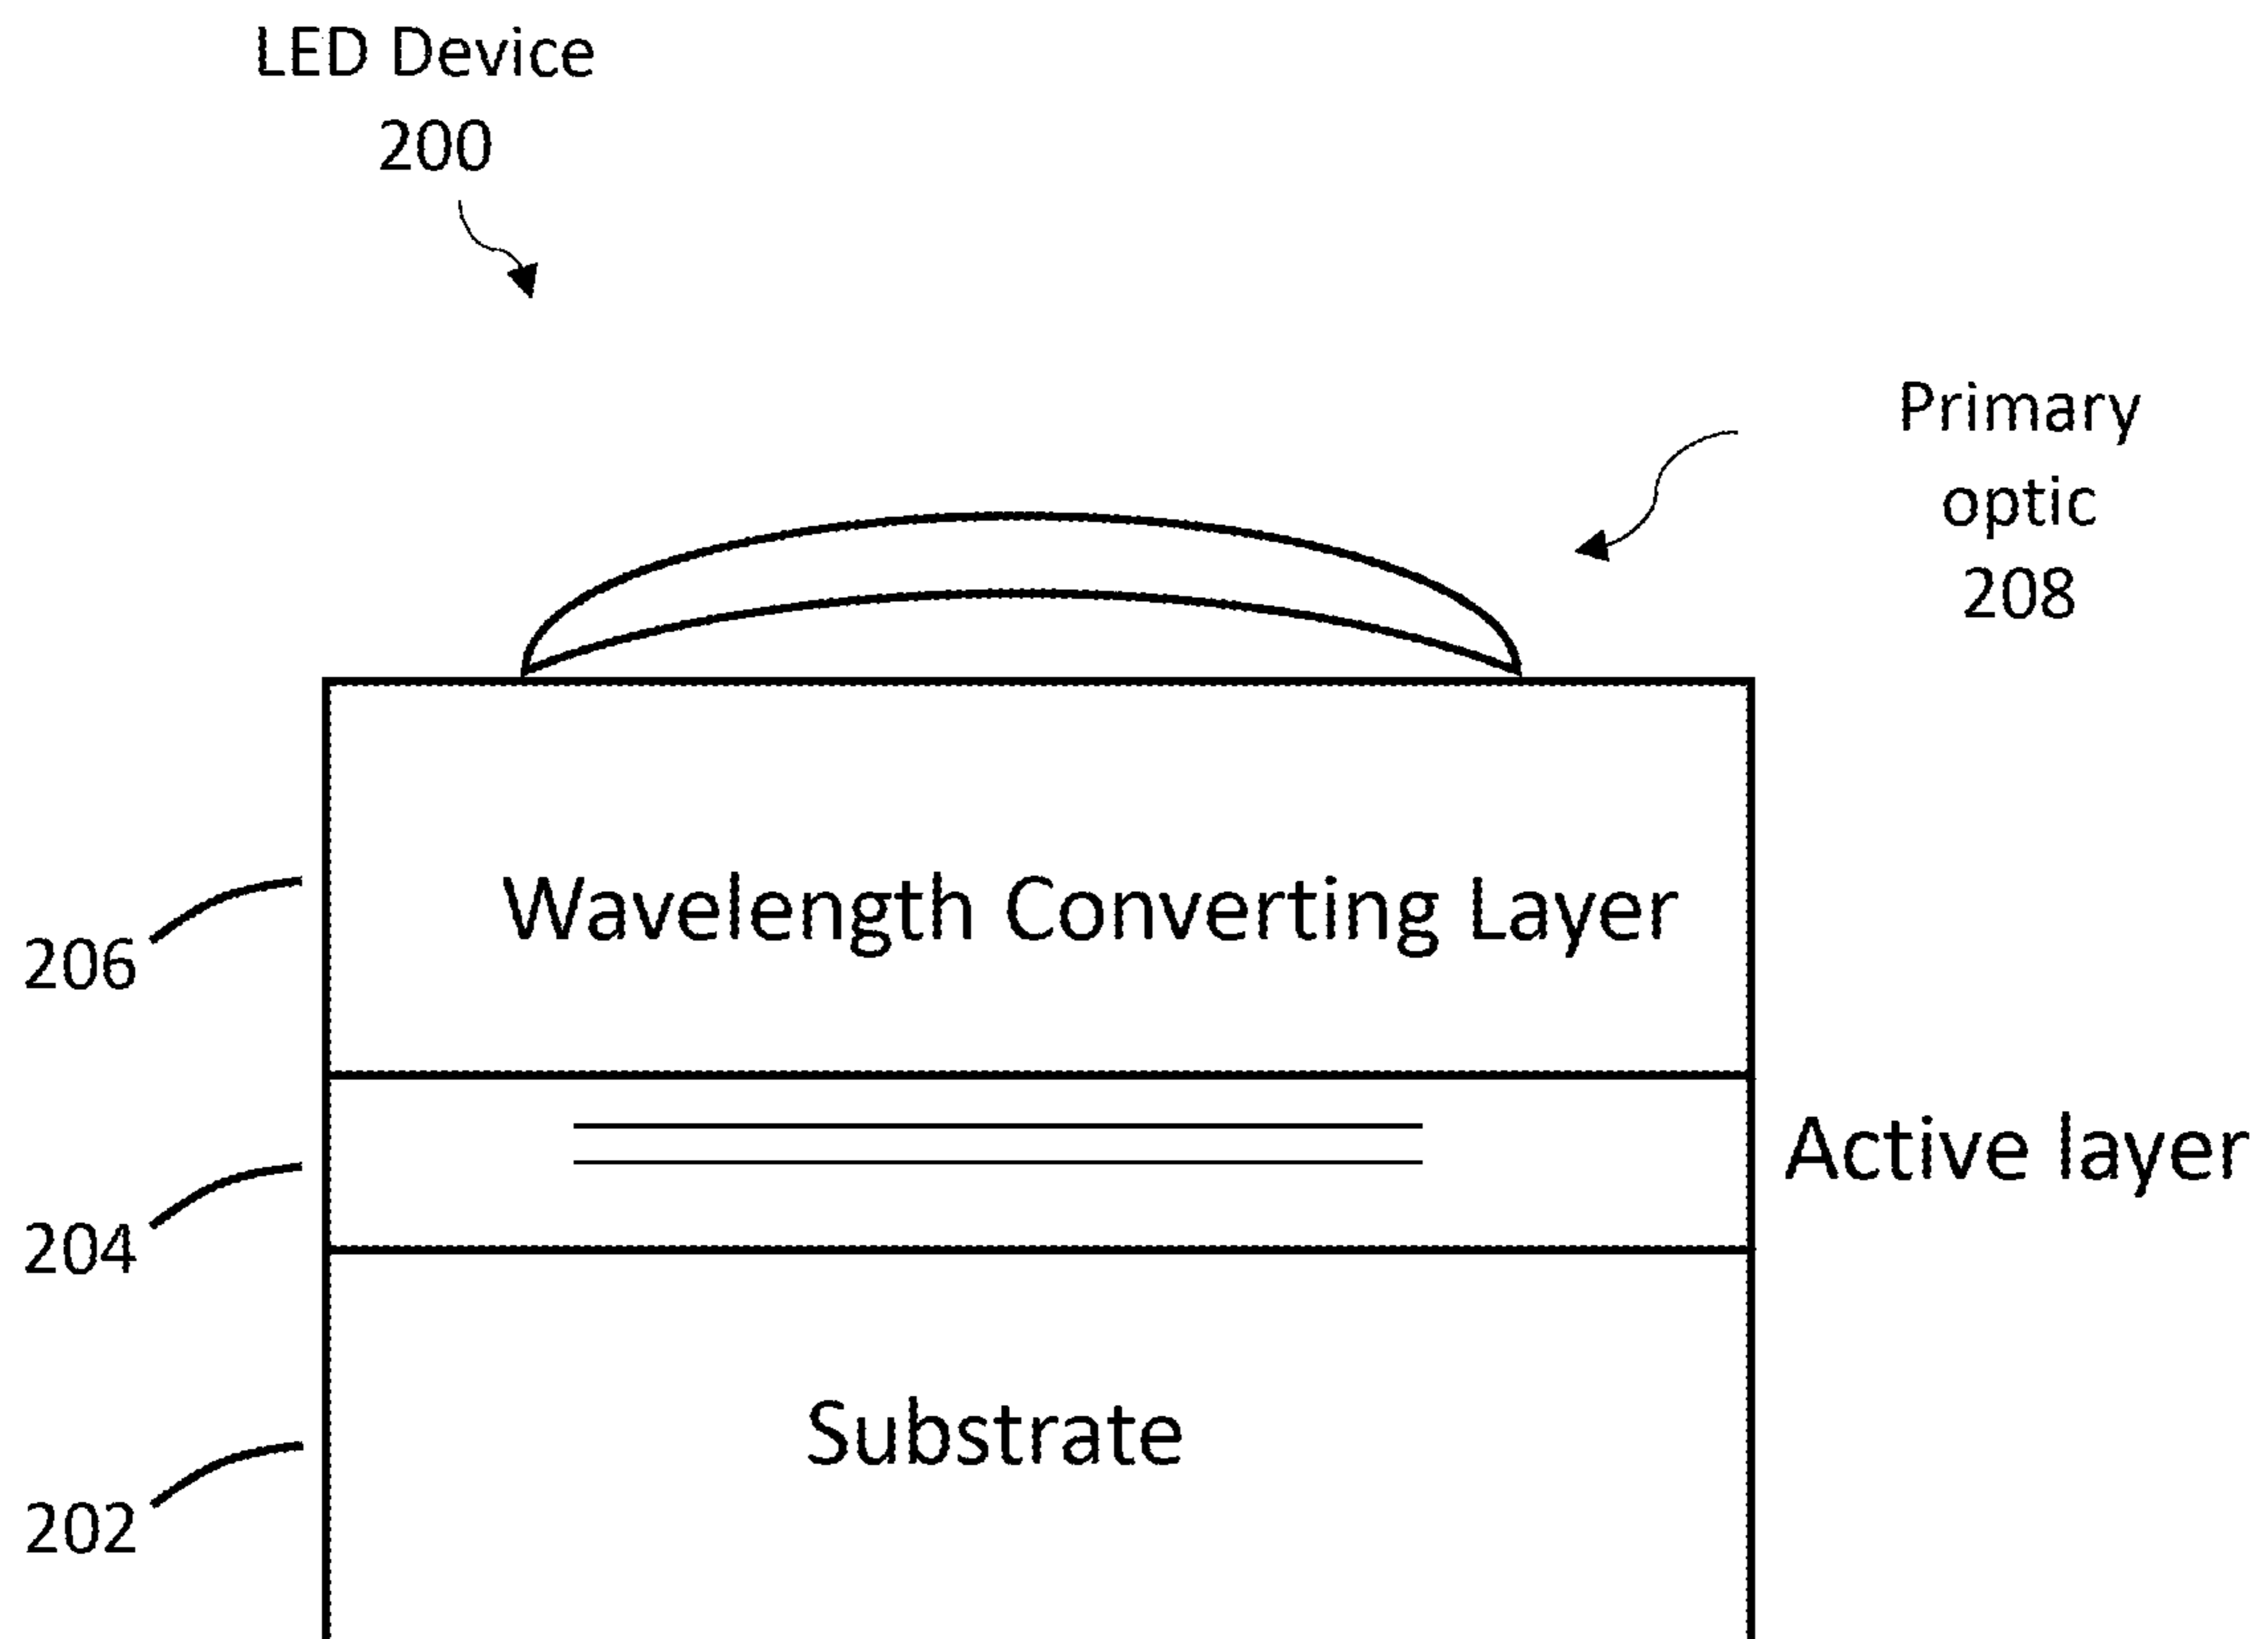 LED Device
200
Primary
optic
208
Wavelength Converting Layer
206
Active layer
204
Substrate
202